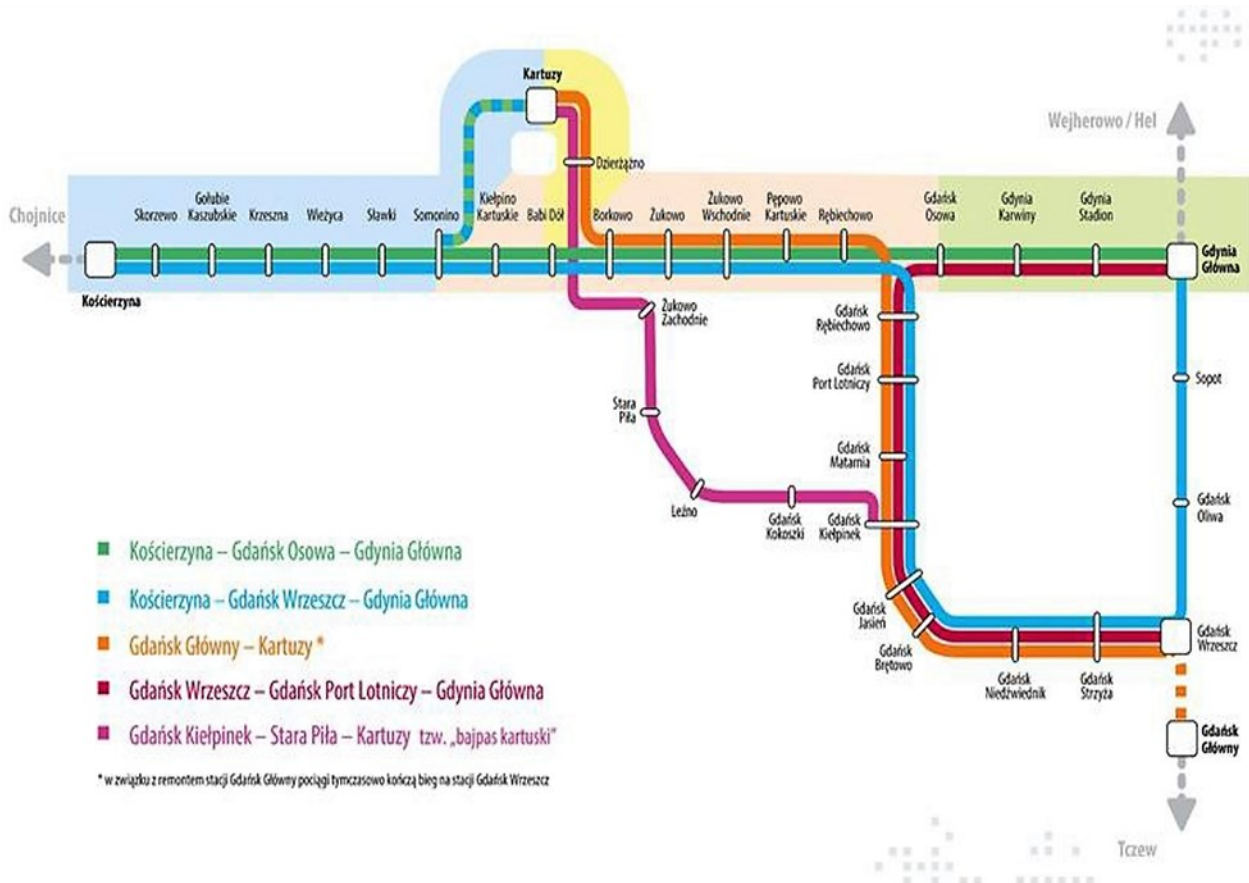 Kartuzy
Wejherowo / Hel
Dzierżążno
Chojnice
Skorzewo
Gołubie
Kaszubskie
Krzeszna
Wieżyca
Sławki
Somonino
Kiełpino
Kartuskie
Babi Dół
Borkowo
Żukowo
Żukowo
Wschodnie
Pępowo
Kartuskie
Rębiechowo
Gdańsk
Osowa
Gdynia
Karwiny
Gdynia
Stadion
Gdynia
Główna
Kościerzyna
Żukowo
Zachodnie
Gdańsk
Rębiechowo
Gdańsk
Port Lotniczy
Sopot
Stara
Piła
Gdańsk
Matarnia
Leźno
Gdańsk
Kokoszki
Gdańsk
Kiełpinek
Gdańsk
Oliwa
Kościerzyna – Gdańsk Osowa – Gdynia Główna
Kościerzyna – Gdańsk Wrzeszcz – Gdynia Główna
Gdańsk Główny – Kartuzy *
Gdańsk Wrzeszcz – Gdańsk Port Lotniczy – Gdynia Główna
Gdańsk Kiełpinek – Stara Piła – Kartuzy tzw. „bajpas kartuski”
* w związku z remontem stacji Gdańsk Główny pociągi tymczasowo kończą bieg na stacji Gdańsk Wrzeszcz
Gdańsk
Jasień
Gdańsk
Brętowo
Gdańsk
Niedźwiednik
Gdańsk
Strzyża
Gdańsk
Wrzeszcz
Gdańsk
Główny
Tczew